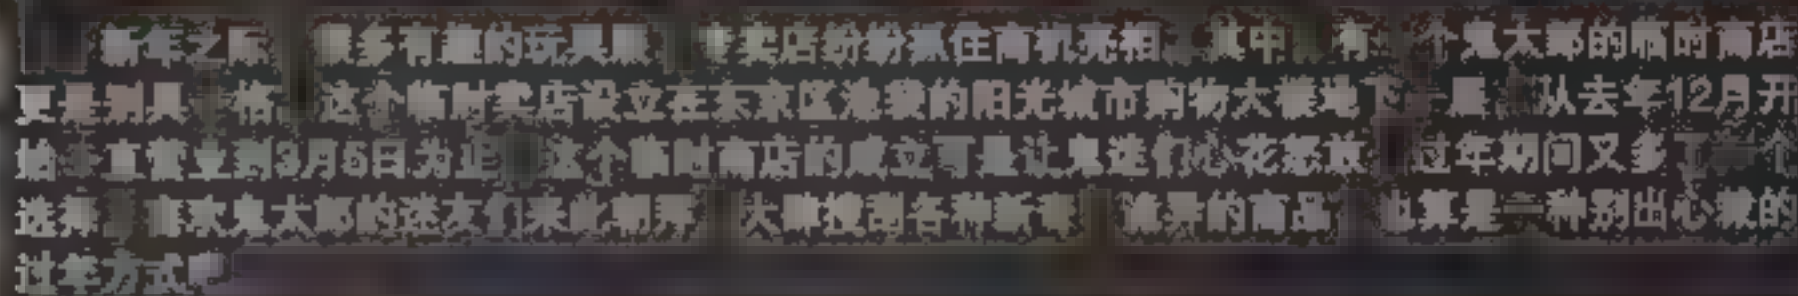 新年之际，很多有趣的玩具、专卖店纷纷抓住商机亮相，其中有一个鬼太郎的临时商店
更是别具一格。这个临时卖店设立在东京区池袋的阳光城市购物大楼地下一层，从去年12月开
始一直营业到3月5日为止。这个临时商店的成立可是让鬼迷们心花怒放，过年期间又多了一个
选择。喜欢鬼太郎的迷友们来此朝圣，大肆搜刮各种新奇、诡异的商品，也算是一种别出心裁的
过年方式。